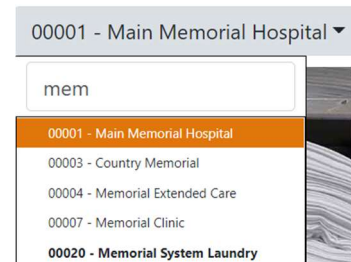 00001 - Main Memorial Hospital
mem
00001 - Main Memorial Hospital
00003 - Country Memorial
00004 - Memorial Extended Care
00007 - Memorial Clinic
00020 - Memorial System Laundry